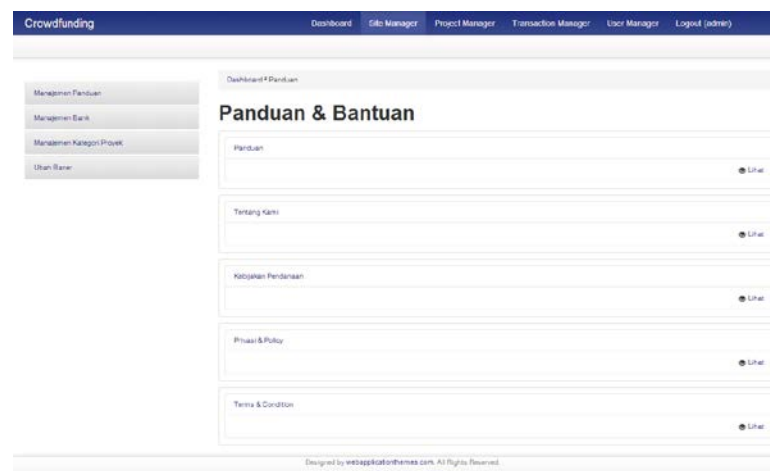 Crowdfunding Dashboard Site Manager Project Manager Transaction Manager User Manager Logout (admin)
Dashboard » Panduan
Manajemen Panduan
Manajemen Bank
Manajemen Kategori Proyek
Ubah Baner
Panduan & Bantuan
Panduan
Lihat
Tentang Kami
Lihat
Kebijakan Pendanaan
Lihat
Privasi & Policy
Lihat
Terms & Condition
Lihat
Designed by webapplicationthemes.com. All Rights Reserved.